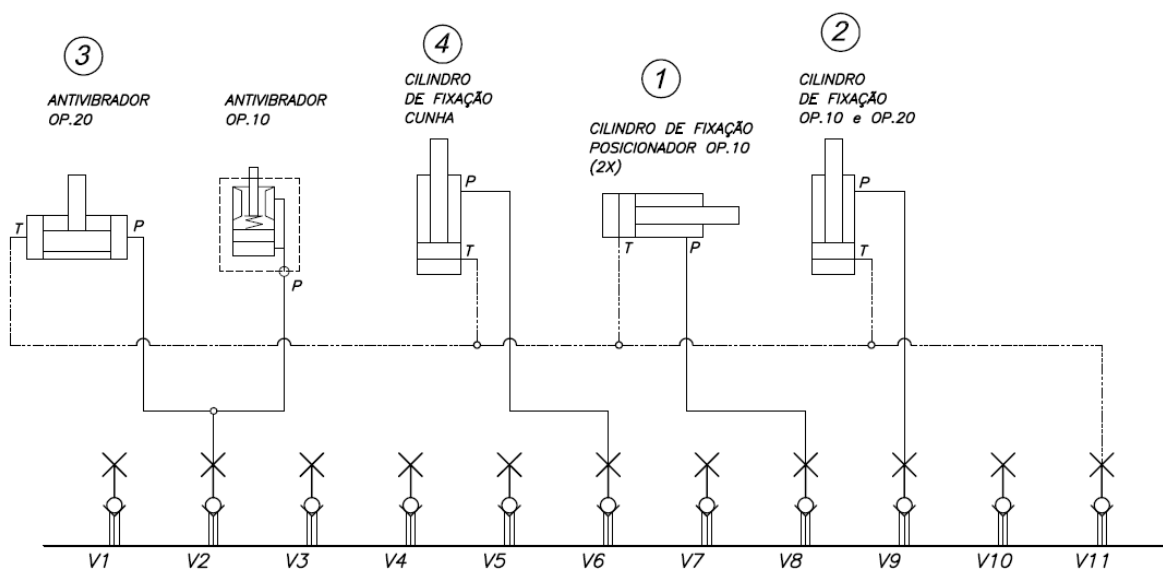 3
ANTIVIBRADOR
OP.20
ANTIVIBRADOR
OP.10
4
CILINDRO
DE FIXAÇÃO
CUNHA
1
CILINDRO DE FIXAÇÃO
POSICIONADOR OP.10
(2X)
2
CILINDRO
DE FIXAÇÃO
OP.10 e OP.20
T
P
P
P
T
T
P
P
T
V1
V2
V3
V4
V5
V6
V7
V8
V9
V10
V11